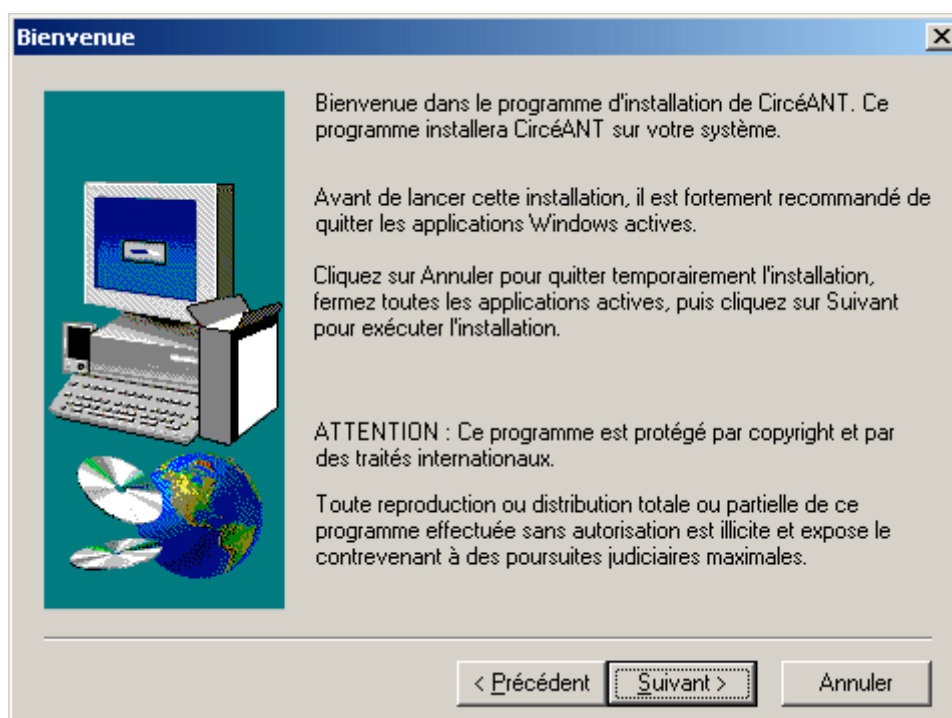 Bienvenue
Bienvenue dans le programme d'installation de CircéANT. Ce
programme installera CircéANT sur votre système.
Avant de lancer cette installation, il est fortement recommandé de
quitter les applications Windows actives.
Cliquez sur Annuler pour quitter temporairement l'installation,
fermez toutes les applications actives, puis cliquez sur Suivant
pour exécuter l'installation.
ATTENTION : Ce programme est protégé par copyright et par
des traités internationaux.
Toute reproduction ou distribution totale ou partielle de ce
programme effectuée sans autorisation est illicite et expose le
contrevenant à des poursuites judiciaires maximales.
< Précédent
Suivant >
Annuler